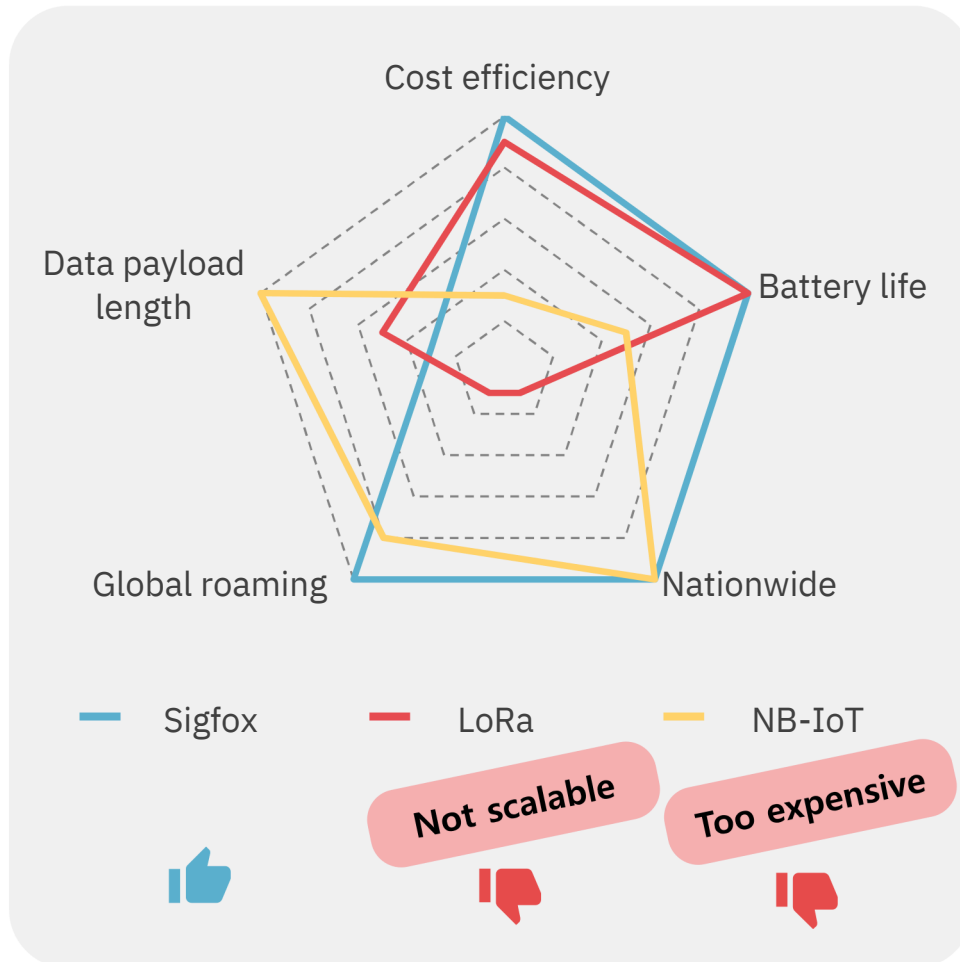 Cost efficiency
Data payload
length
Battery life
Global roaming
Nationwide
Sigfox
LoRa
NB-IoT
Not scalable
Too expensive